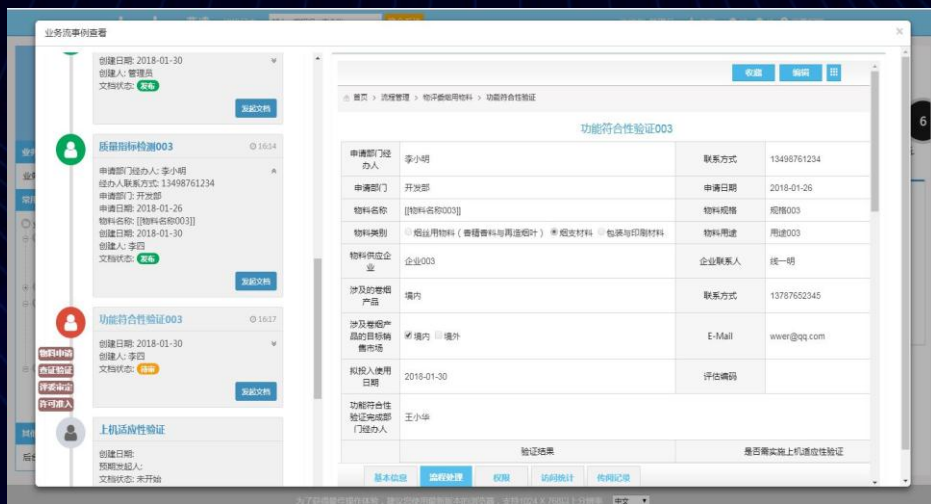 业务流事例查看
创建日期: 2018-01-30
创建人: 管理员
文档状态: 发布
发起文档
质量指标检测003
16:14
申请部门经办人: 李小明
经办人联系方式: 13498761234
申请部门: 开发部
申请日期: 2018-01-26
物料名称: [[物料名称003]]
创建日期: 2018-01-30
创建人: 李四
文档状态: 发布
发起文档
功能符合性验证003
16:17
创建日期: 2018-01-30
创建人: 李四
文档状态: 待审
发起文档
物料申请
查证验证
评委审定
许可准入
上机适应性验证
创建日期:
预期发起人:
文档状态: 未开始
收藏
编辑
首页 > 流程管理 > 物评委烟用物料 > 功能符合性验证
功能符合性验证003
申请部门经办人 李小明 联系方式 13498761234
申请部门 开发部 申请日期 2018-01-26
物料名称 [[物料名称003]] 物料规格 规格003
物料类别 烟丝用物料(香精香料与再造烟叶) 烟支材料 包装与印刷材料 物料用途 用途003
物料供应企业 企业003 企业联系人 线一明
涉及的卷烟产品 境内 联系方式 13787652345
涉及卷烟产品的目标销售市场 境内 境外 E-Mail wwer@qq.com
拟投入使用日期 2018-01-30 评估编码
功能符合性验证完成部门经办人 王小华
验证结果 是否需实施上机适应性验证
基本信息 流程处理 权限 访问统计 访问记录
6
中文